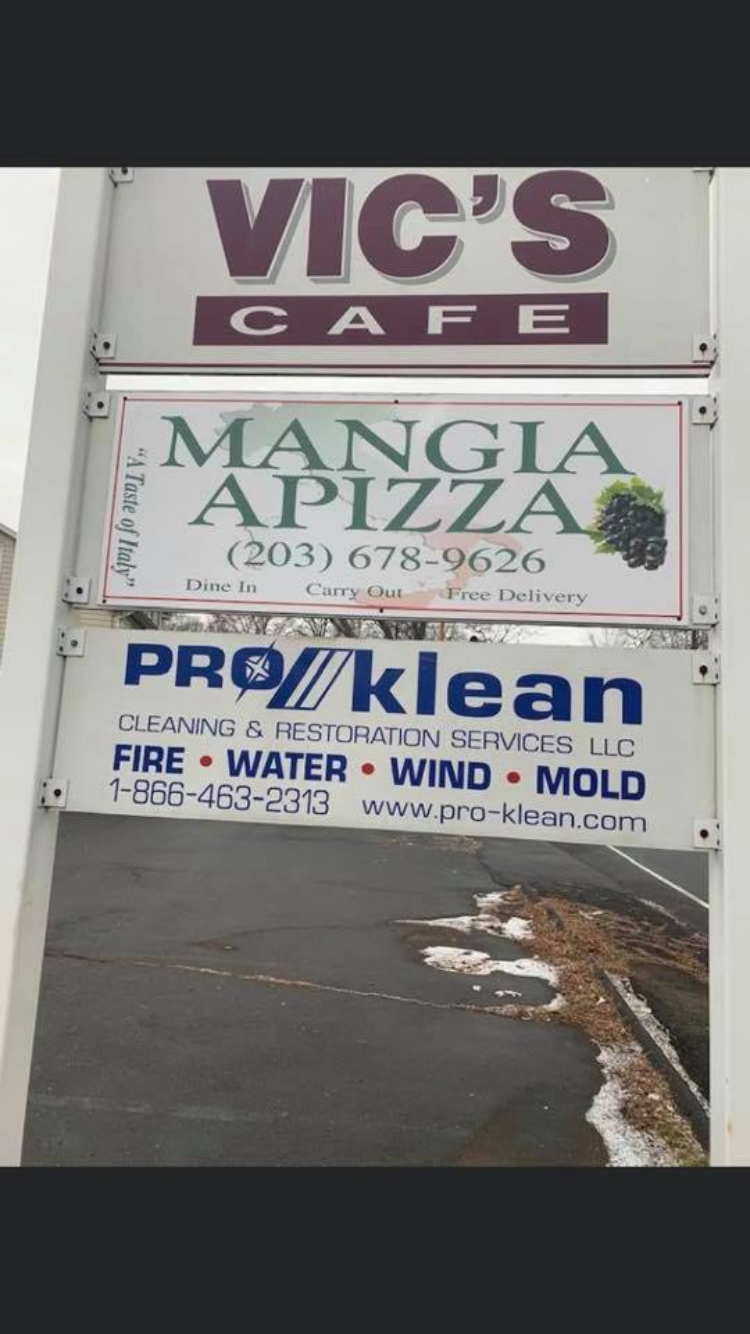 VIC'S
CAFE
"A Taste of Italy"
MANGIA
APIZZA
(203) 678-9626
Dine In Carry Out Free Delivery
PRO klean
CLEANING & RESTORATION SERVICES LLC
FIRE • WATER • WIND • MOLD
1-866-463-2313 www.pro-klean.com